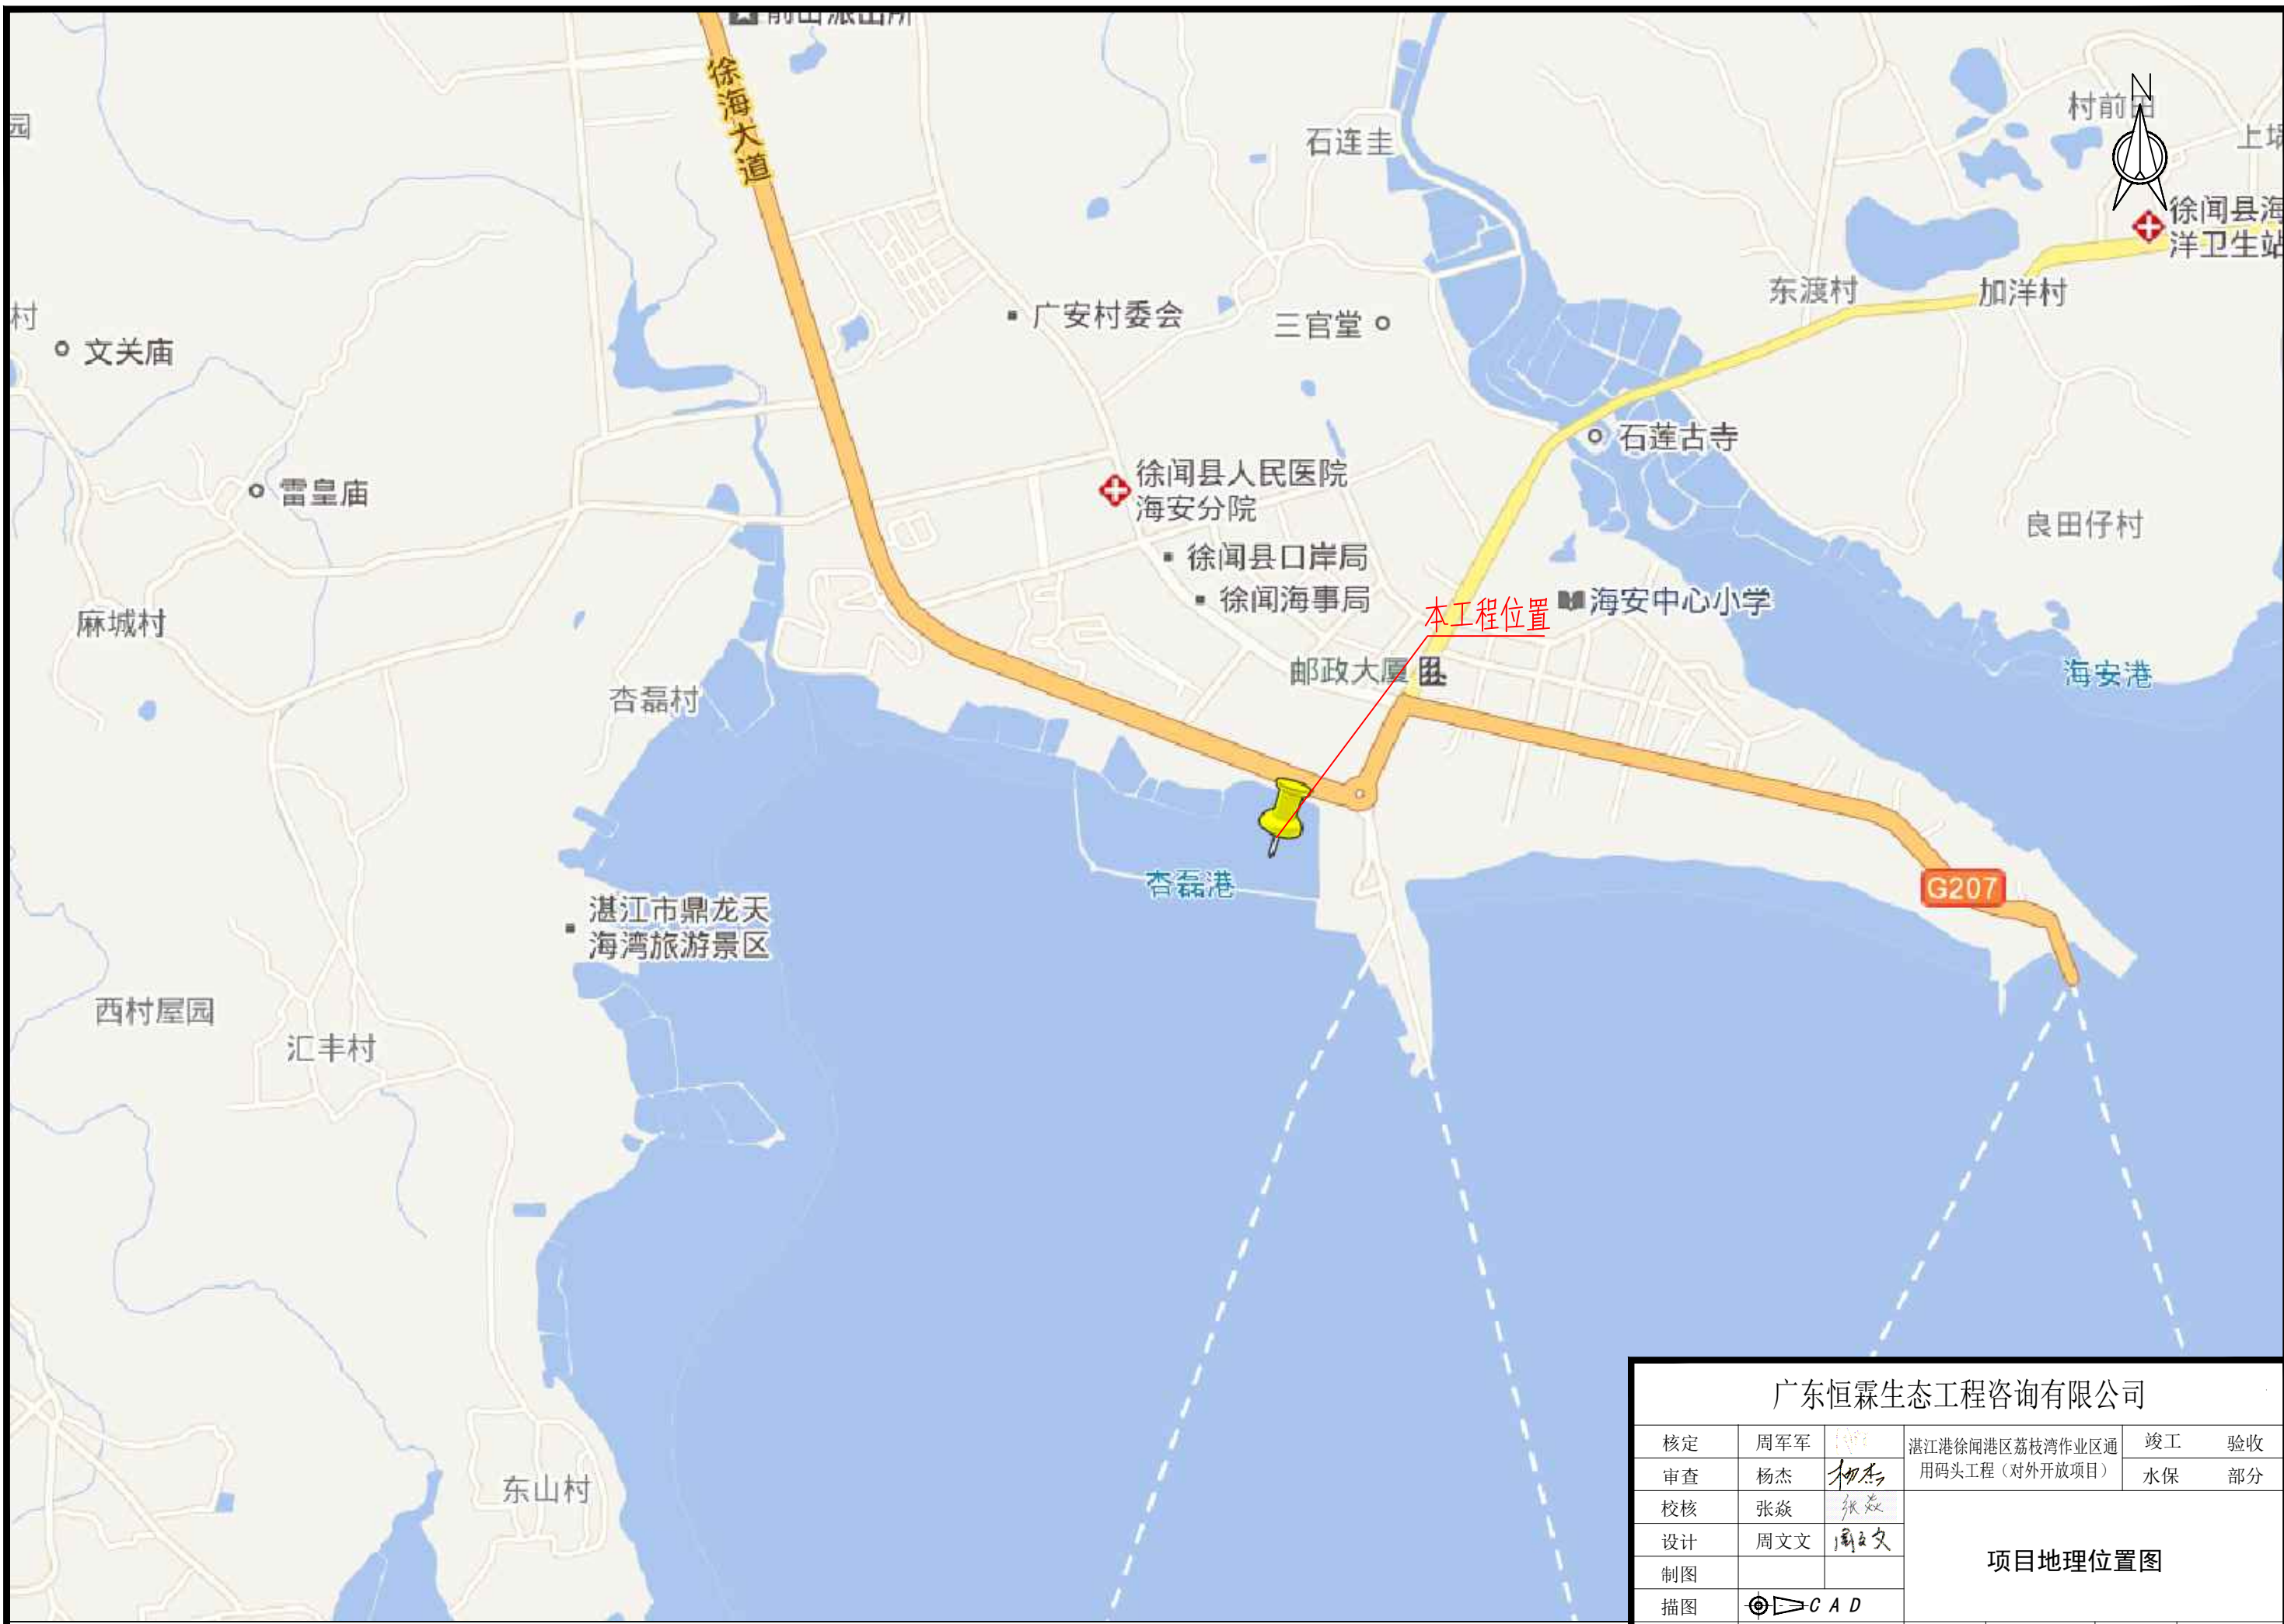 徐海大道
园
石连圭
村前田
N
徐闻县海
洋卫生站
村
文关庙
广安村委会
三官堂
东渡村
加洋村
石莲古寺
雷皇庙
徐闻县人民医院
海安分院
良田仔村
徐闻县口岸局
徐闻海事局
本工程位置
海安中心小学
麻城村
邮政大厦
海安港
杏磊村
杏磊港
G207
湛江市鼎龙天
海湾旅游景区
西村屋园
汇丰村
东山村
广东恒霖生态工程咨询有限公司
核定 周军军
审查 杨杰 杨杰
校核 张焱 张焱
设计 周文文 周文文
制图
描图 CAD
湛江港徐闻港区荔枝湾作业区通
用码头工程（对外开放项目）
竣工 验收
水保 部分
项目地理位置图